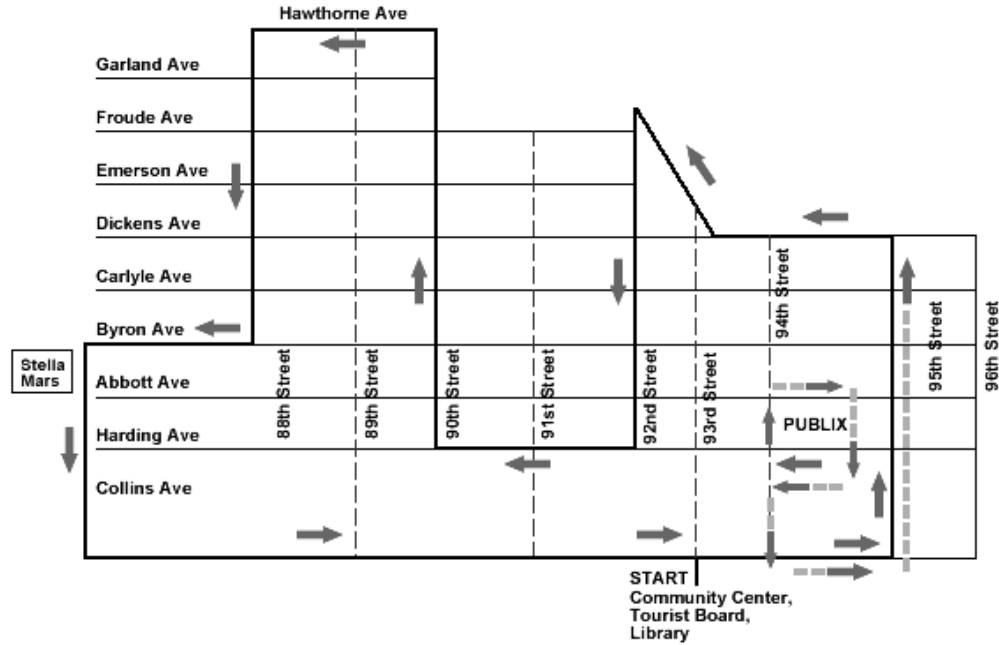 Hawthorne Ave
Garland Ave
Froude Ave
Emerson Ave
Dickens Ave
Carlyle Ave
Byron Ave
Stella
Mars
Abbott Ave
Harding Ave
Collins Ave
88th Street
89th Street
90th Street
91st Street
92nd Street
93rd Street
94th Street
95th Street
96th Street
PUBLIX
START
Community Center,
Tourist Board,
Library